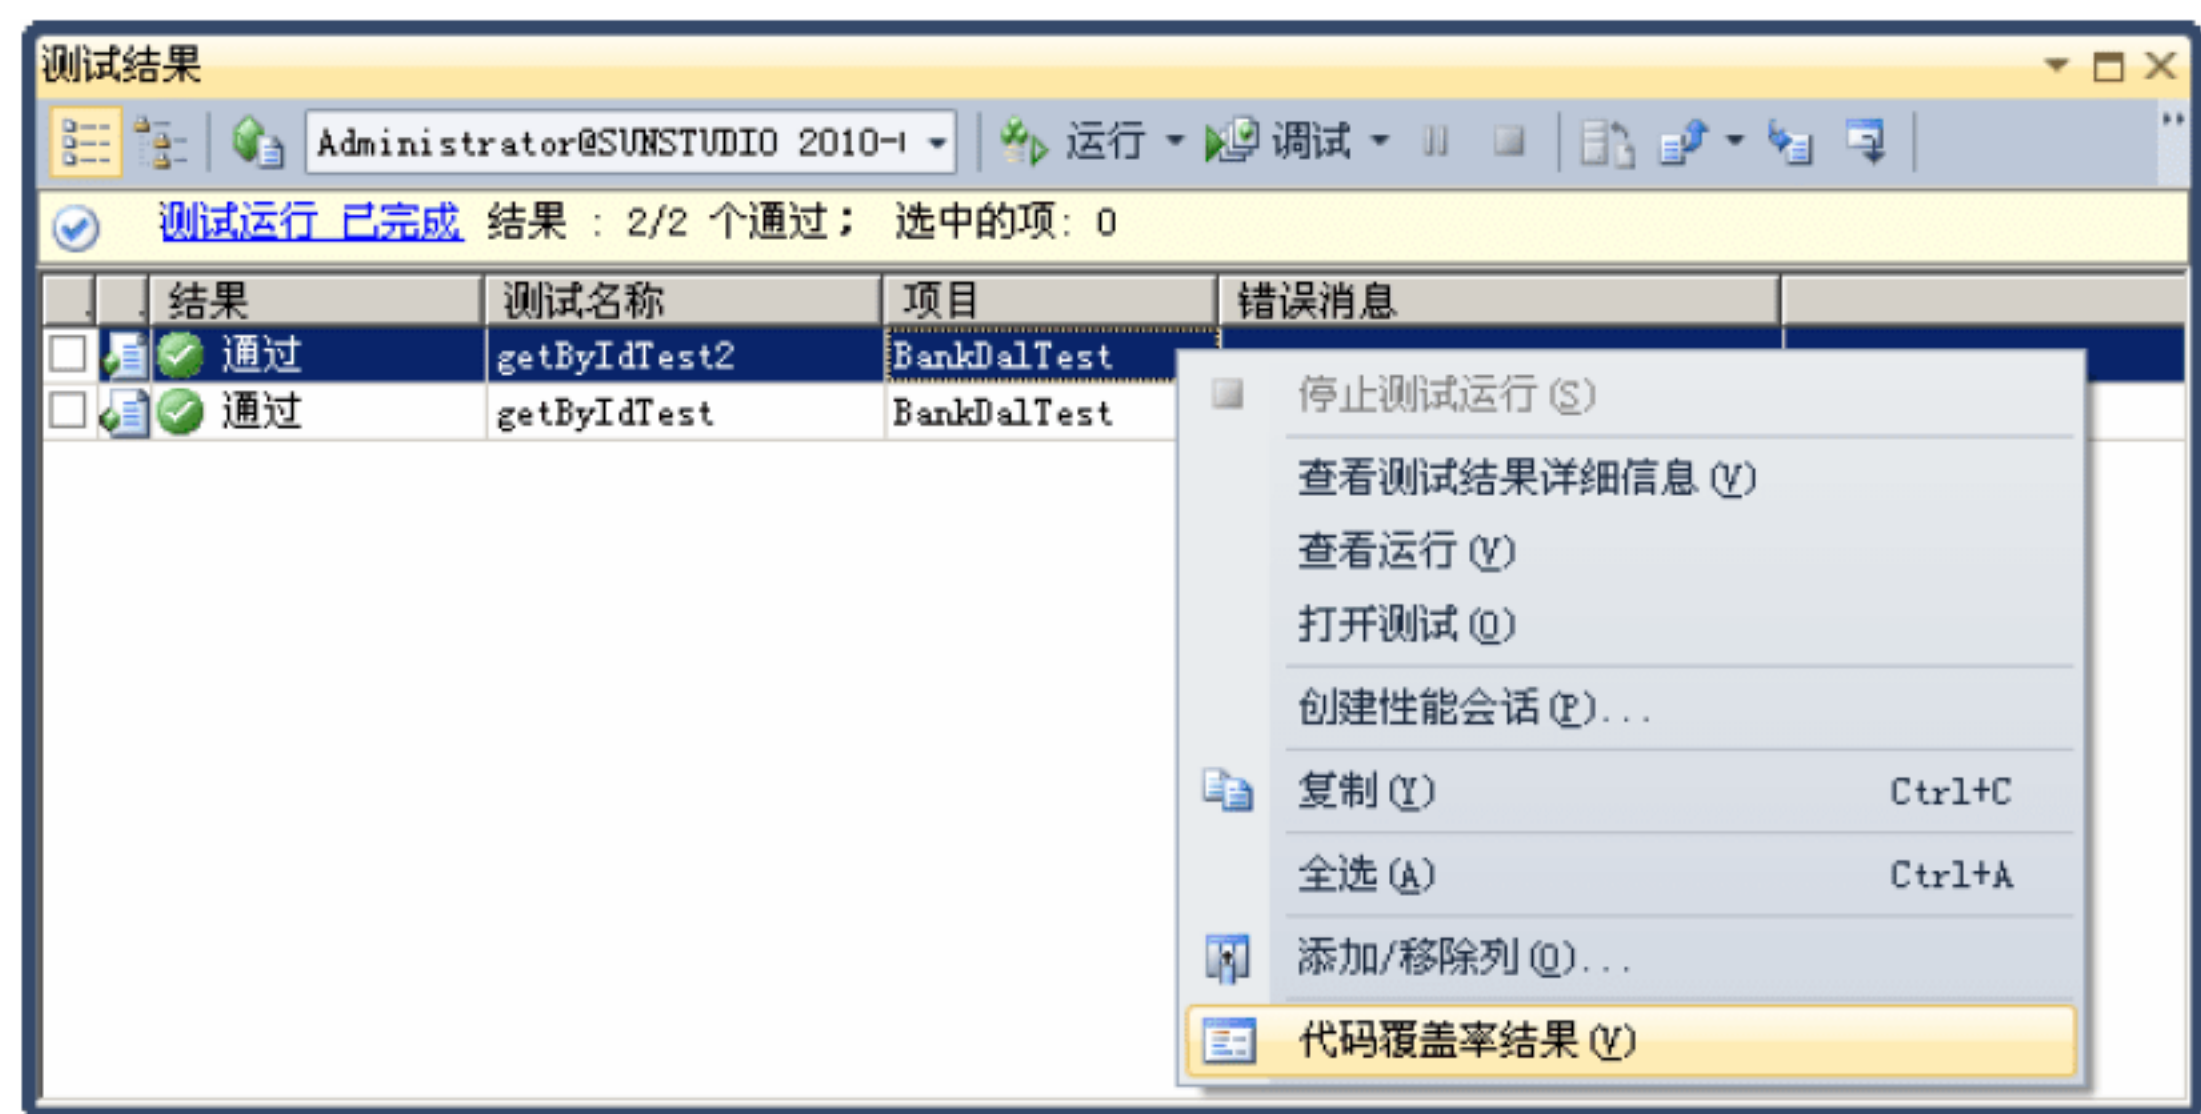 测试结果
Administrator@SUNSTUDIO 2010- 运行 调试
测试运行 已完成 结果 : 2/2 个通过; 选中的项: 0
结果 测试名称 项目 错误消息
通过 getByIdTest2 BankDalTest
通过 getByIdTest BankDalTest
停止测试运行(S)
查看测试结果详细信息(V)
查看运行(V)
打开测试(O)
创建性能会话(P)...
复制(Y) Ctrl+C
全选(A) Ctrl+A
添加/移除列(O)...
代码覆盖率结果(V)